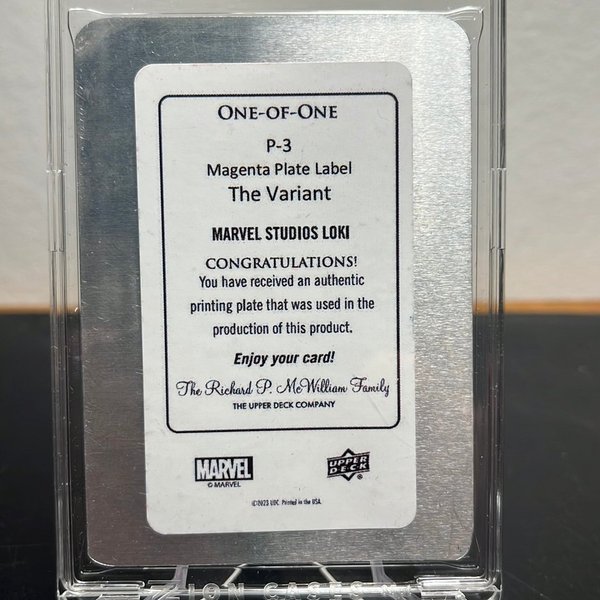 ONE-OF-ONE
P-3
Magenta Plate Label
The Variant
MARVEL STUDIOS LOKI
CONGRATULATIONS!
You have received an authentic
printing plate that was used in the
production of this product.
Enjoy your card!
The Richard P. McWilliam Family
THE UPPER DECK COMPANY
MARVEL
© MARVEL
UPPER DECK®
©2023 UDC. Printed in the USA.
ION CASES